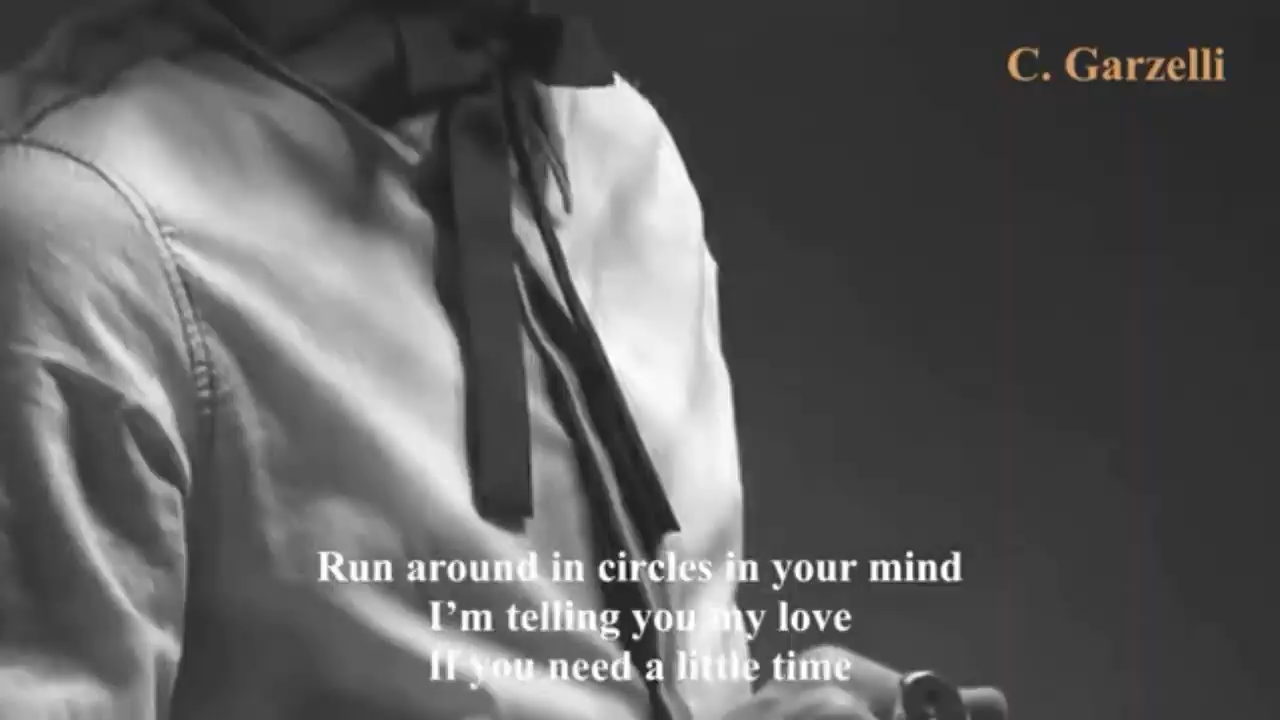 C. Garzelli
Run around in circles in your mind
I'm telling you my love
If you need a little time